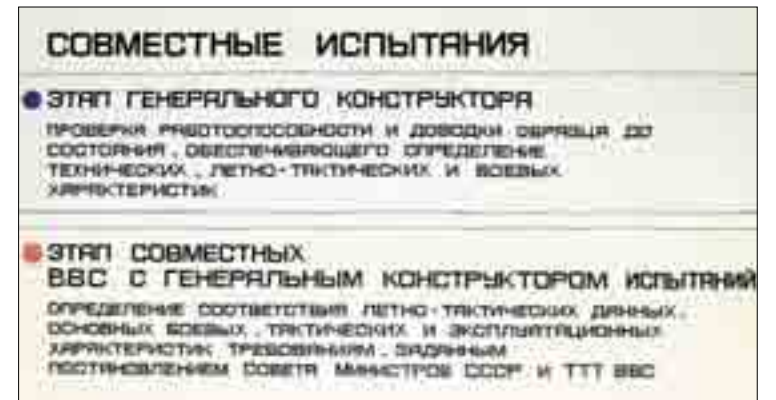 СОВМЕСТНЫЕ ИСПЫТАНИЯ
ЭТАП ГЕНЕРАЛЬНОГО КОНСТРУКТОРА
ПРОВЕРКА РАБОТОСПОСОБНОСТИ И ДОВОДКИ ОБРАЗЦА ДО
СОСТОЯНИЯ, ОБЕСПЕЧИВАЮЩЕГО ОПРЕДЕЛЕНИЕ
ТЕХНИЧЕСКИХ, ЛЕТНО-ТАКТИЧЕСКИХ И БОЕВЫХ
ХАРАКТЕРИСТИК
ЭТАП СОВМЕСТНЫХ
ВВС С ГЕНЕРАЛЬНЫМ КОНСТРУКТОРОМ ИСПЫТАНИЙ
ОПРЕДЕЛЕНИЕ СООТВЕТСТВИЯ ЛЕТНО-ТАКТИЧЕСКИХ ДАННЫХ,
ОСНОВНЫХ БОЕВЫХ, ТАКТИЧЕСКИХ И ЭКСПЛУАТАЦИОННЫХ
ХАРАКТЕРИСТИК ТРЕБОВАНИЯМ, ЗАДАННЫМ
ПОСТАНОВЛЕНИЕМ СОВЕТА МИНИСТРОВ СССР И ТТТ ВВС